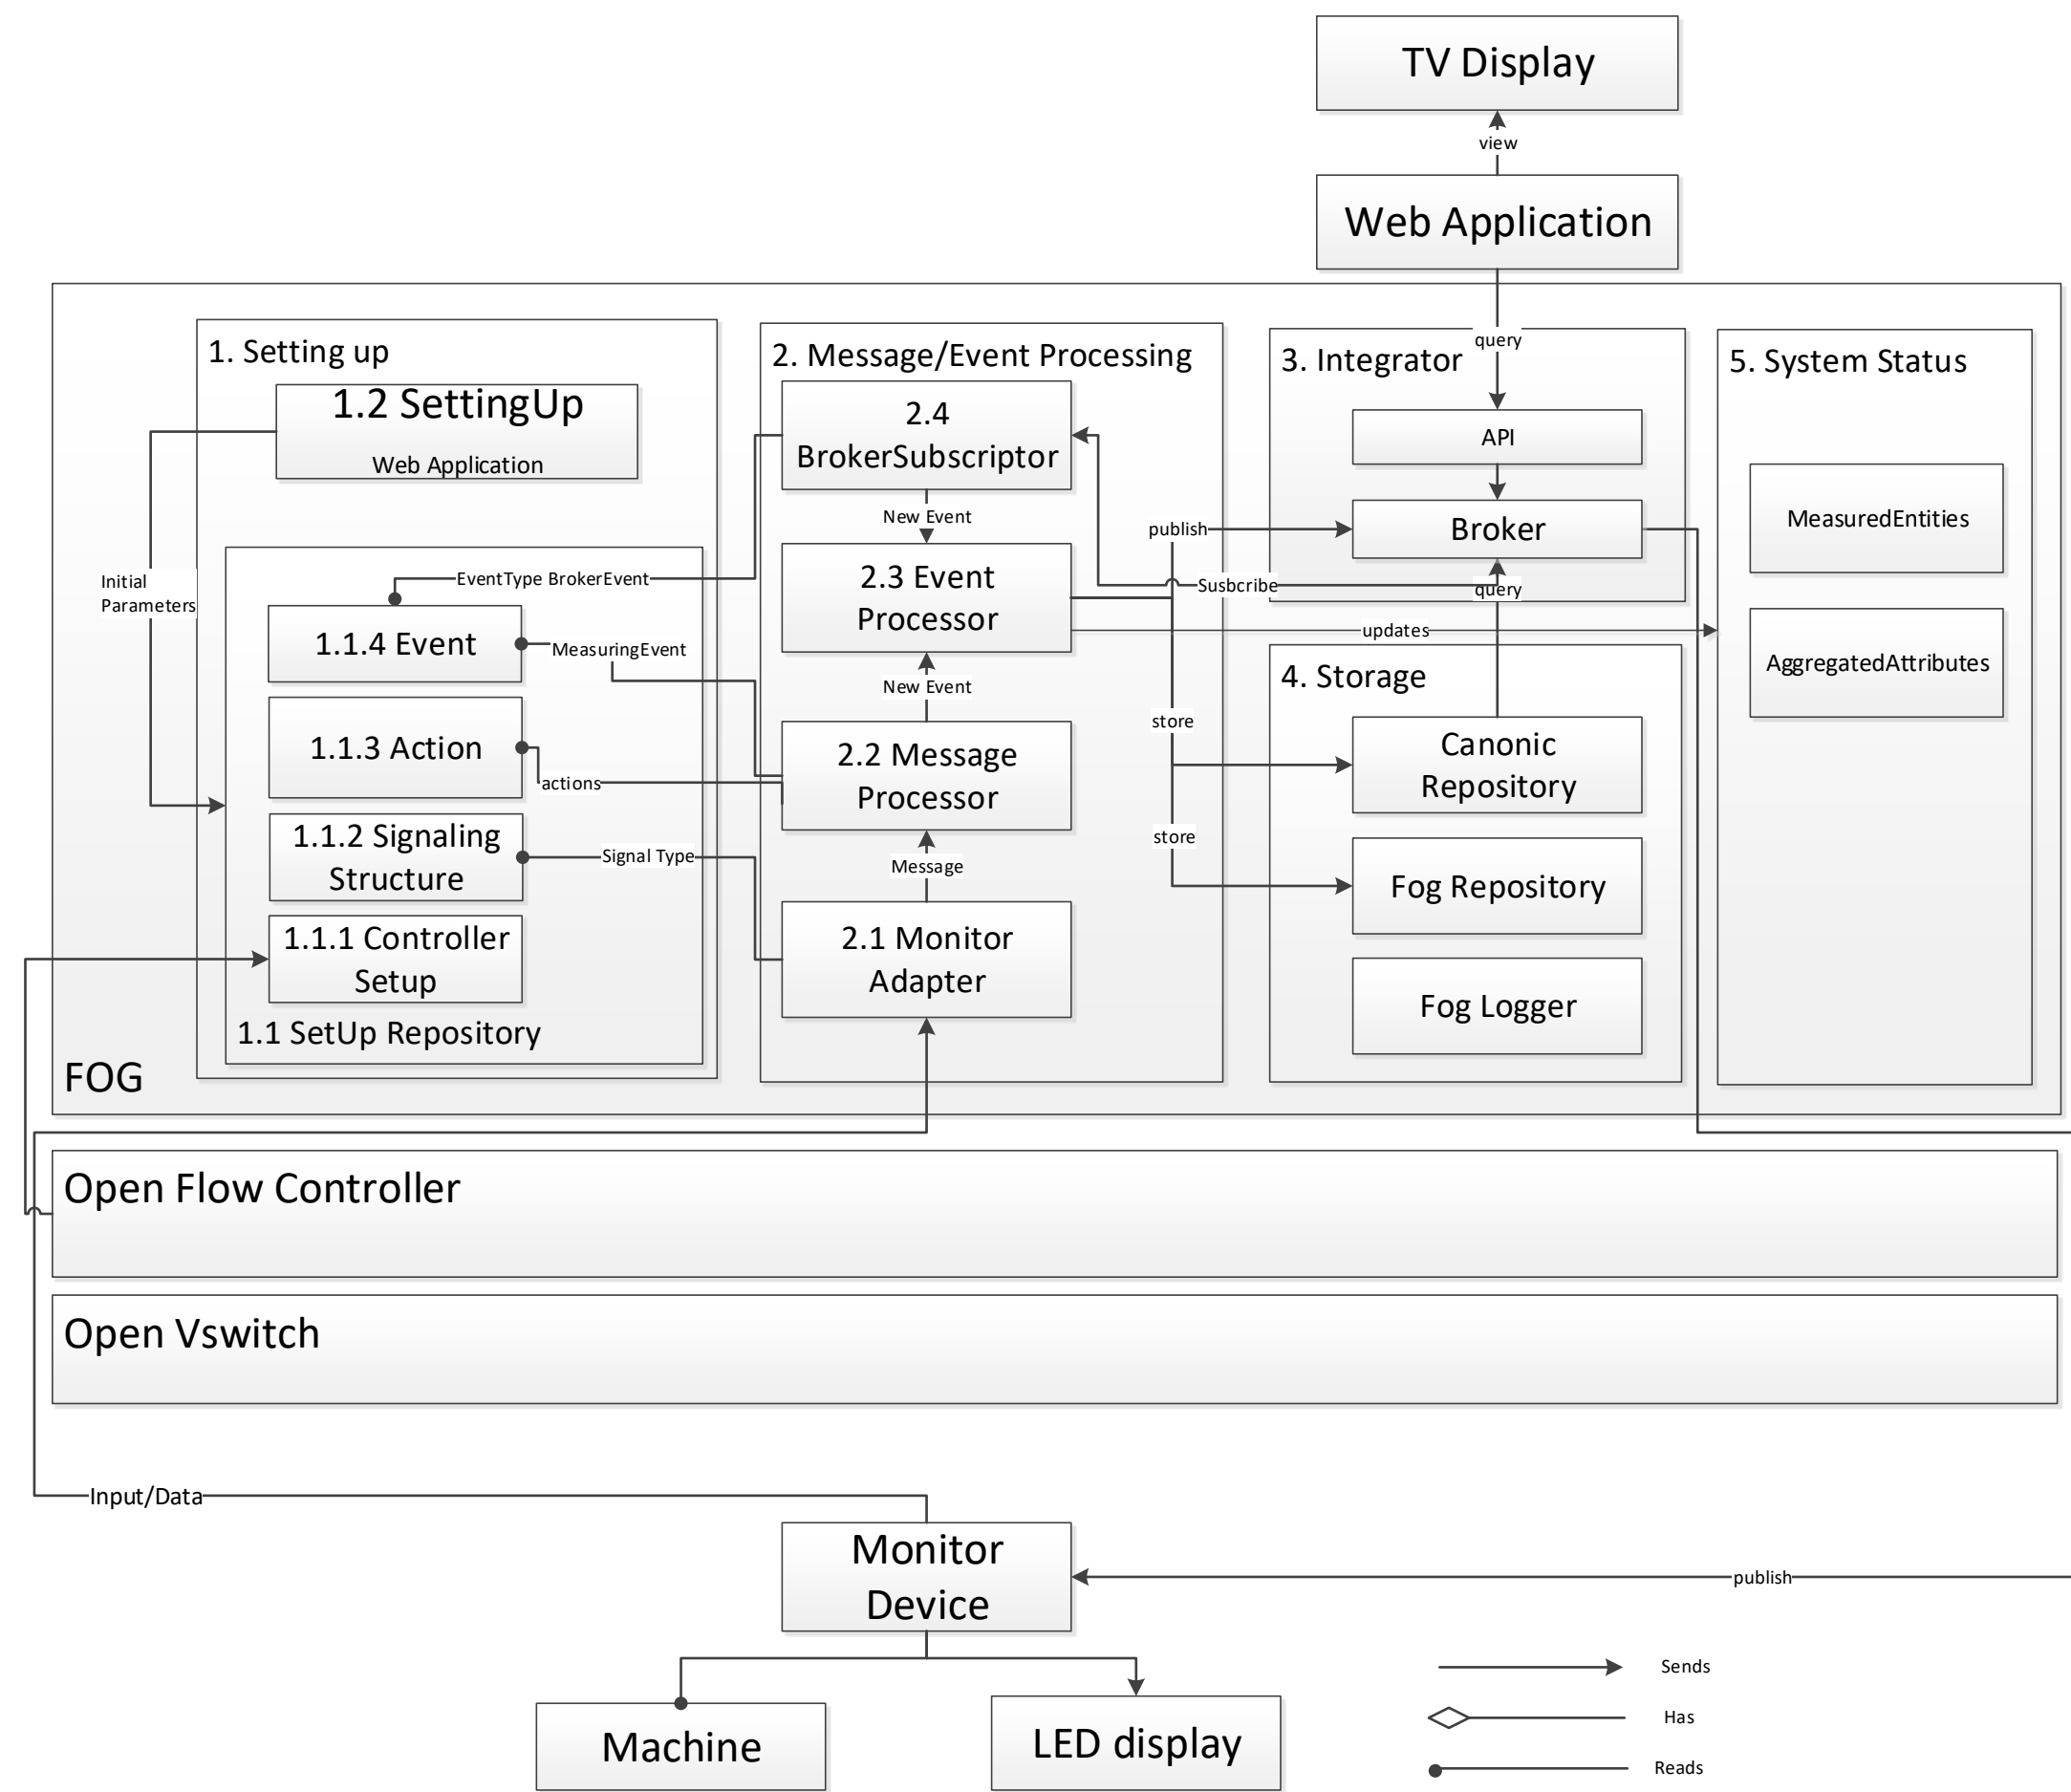 TV Display
view
Web Application
query
1. Setting up
1.2 SettingUp
Web Application
Initial
Parameters
EventType BrokerEvent
1.1.4 Event
MeasuringEvent
1.1.3 Action
actions
1.1.2 Signaling
Structure
Signal Type
1.1.1 Controller
Setup
1.1 SetUp Repository
FOG
2. Message/Event Processing
2.4
BrokerSubscriptor
New Event
2.3 Event
Processor
New Event
2.2 Message
Processor
Message
2.1 Monitor
Adapter
publish
Susbcribe
updates
store
store
3. Integrator
API
Broker
query
4. Storage
Canonic
Repository
Fog Repository
Fog Logger
5. System Status
MeasuredEntities
AggregatedAttributes
Open Flow Controller
Open Vswitch
Input/Data
Monitor
Device
publish
Machine
LED display
Sends
Has
Reads